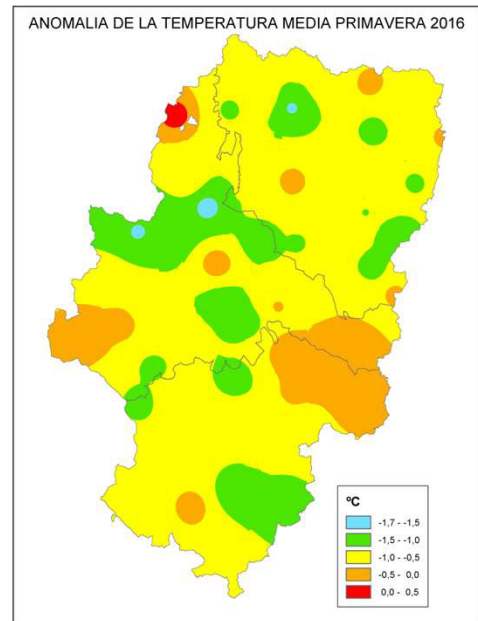 ANOMALIA DE LA TEMPERATURA MEDIA PRIMAVERA 2016
ºC
-1,7 - -1,5
-1,5 - -1,0
-1,0 - -0,5
-0,5 - 0,0
0,0 - 0,5